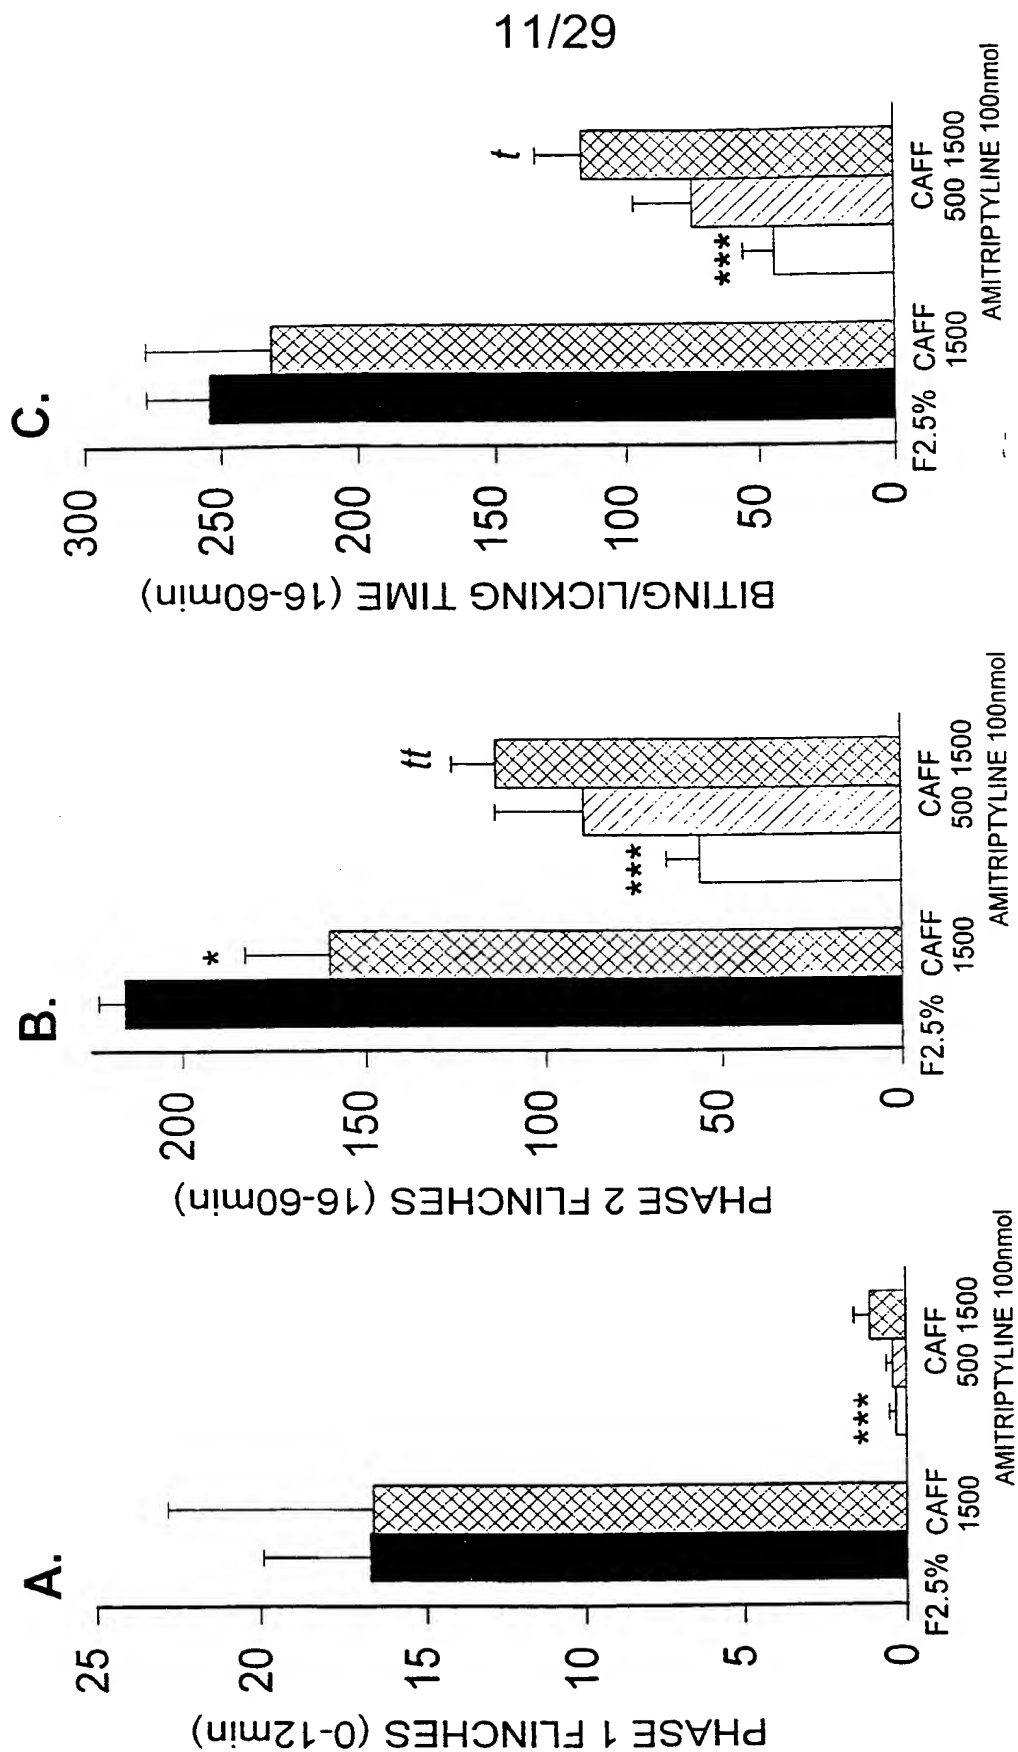 11/29
A.
PHASE 1 FLINCHES (0-12min)
25
20
15
10
5
0
F2.5% CAFF CAFF
1500 500 1500
AMITRIPTYLINE 100nmol
***
B.
PHASE 2 FLINCHES (16-60min)
200
150
100
50
0
F2.5% CAFF CAFF
1500 500 1500
AMITRIPTYLINE 100nmol
*
***
tt
C.
BITING/LICKING TIME (16-60min)
300
250
200
150
100
50
0
F2.5% CAFF CAFF
1500 500 1500
AMITRIPTYLINE 100nmol
***
t